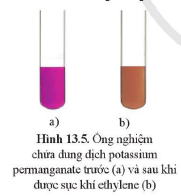 a) b)
Hình 13.5. Ống nghiệm
chứa dung dịch potassium
permanganate trước (a) và sau khi
được sục khí ethylene (b)